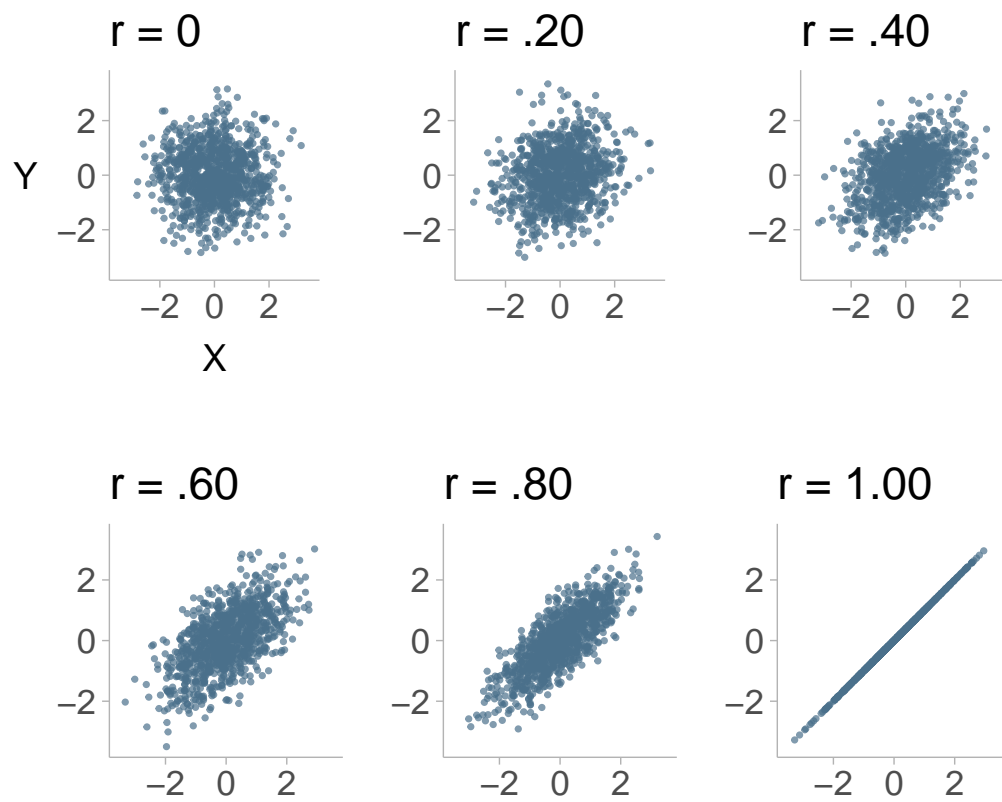 r = 0 r = .20 r = .40
2 2 2
Y 0 0 0
−2 −2 −2
−2 0 2 −2 0 2 −2 0 2
X
r = .60 r = .80 r = 1.00
2 2 2
0 0 0
−2 −2 −2
−2 0 2 −2 0 2 −2 0 2